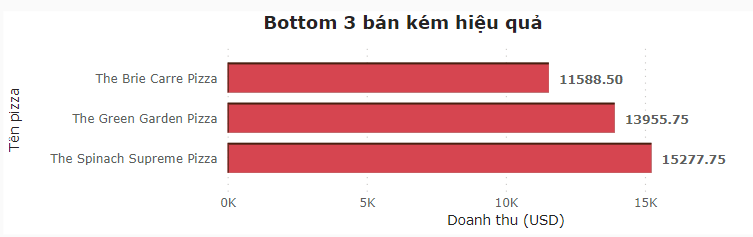 Bottom 3 bán kém hiệu quả
Tên pizza
The Brie Carre Pizza 11588.50
The Green Garden Pizza 13955.75
The Spinach Supreme Pizza 15277.75
0K 5K 10K 15K
Doanh thu (USD)